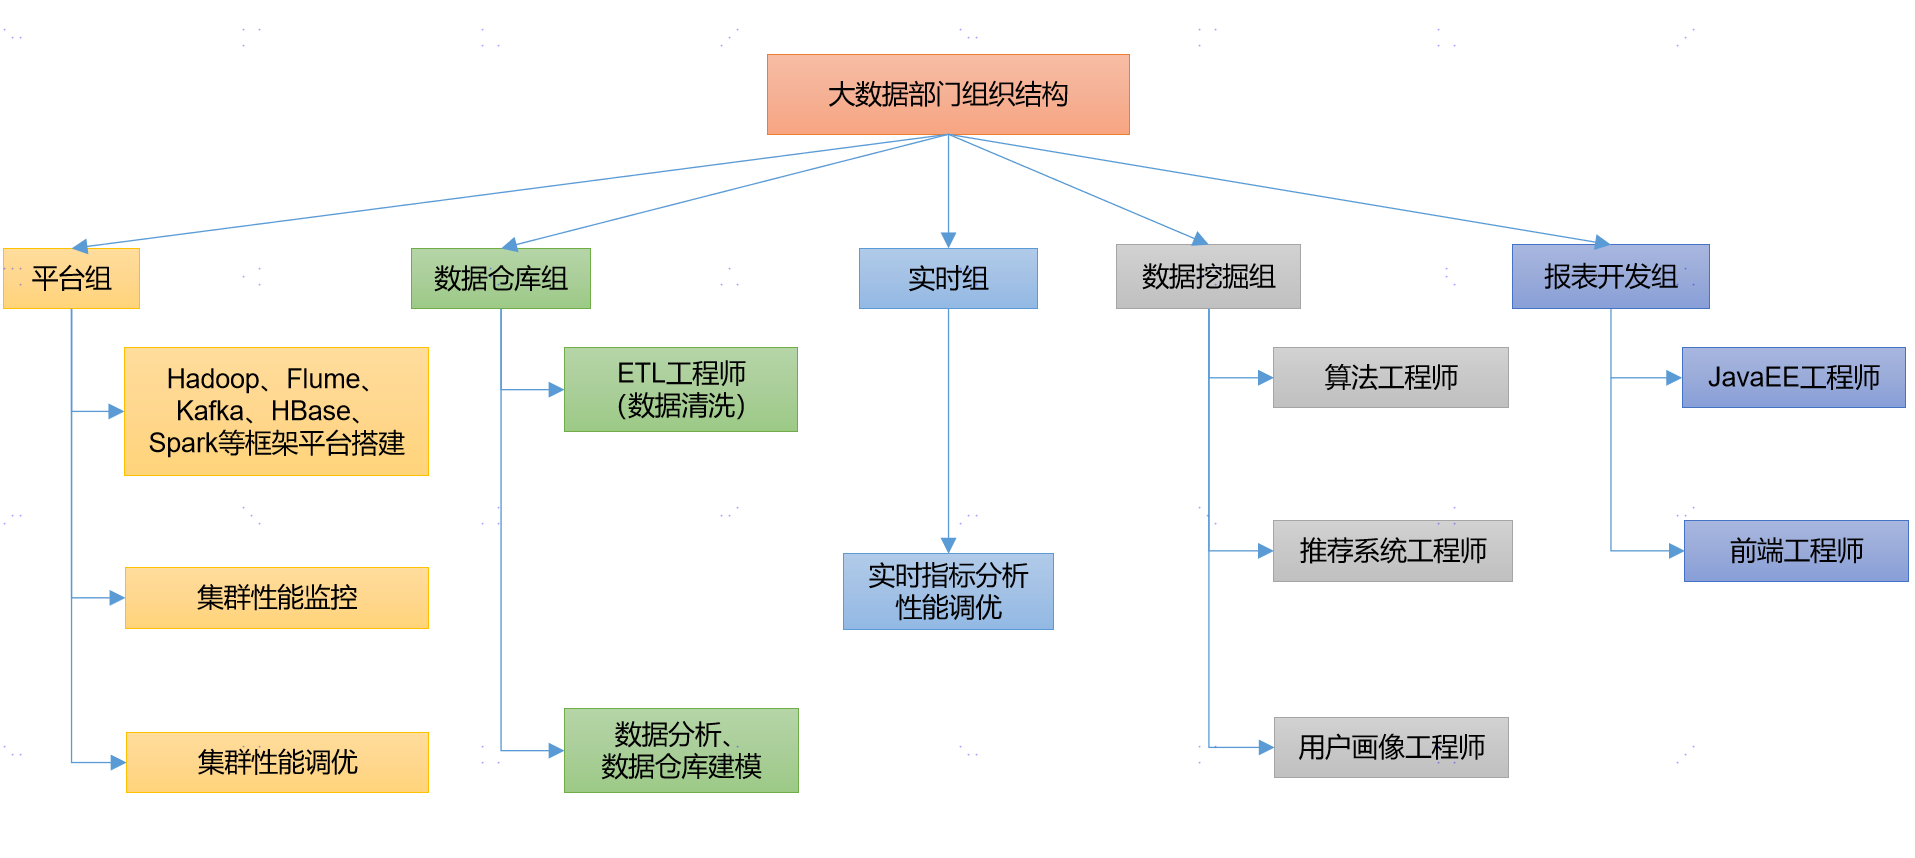 大数据部门组织结构
平台组
数据仓库组
实时组
数据挖掘组
报表开发组
Hadoop、Flume、
Kafka、HBase、
Spark等框架平台搭建
集群性能监控
集群性能调优
ETL工程师
（数据清洗）
数据分析、
数据仓库建模
实时指标分析
性能调优
算法工程师
推荐系统工程师
用户画像工程师
JavaEE工程师
前端工程师